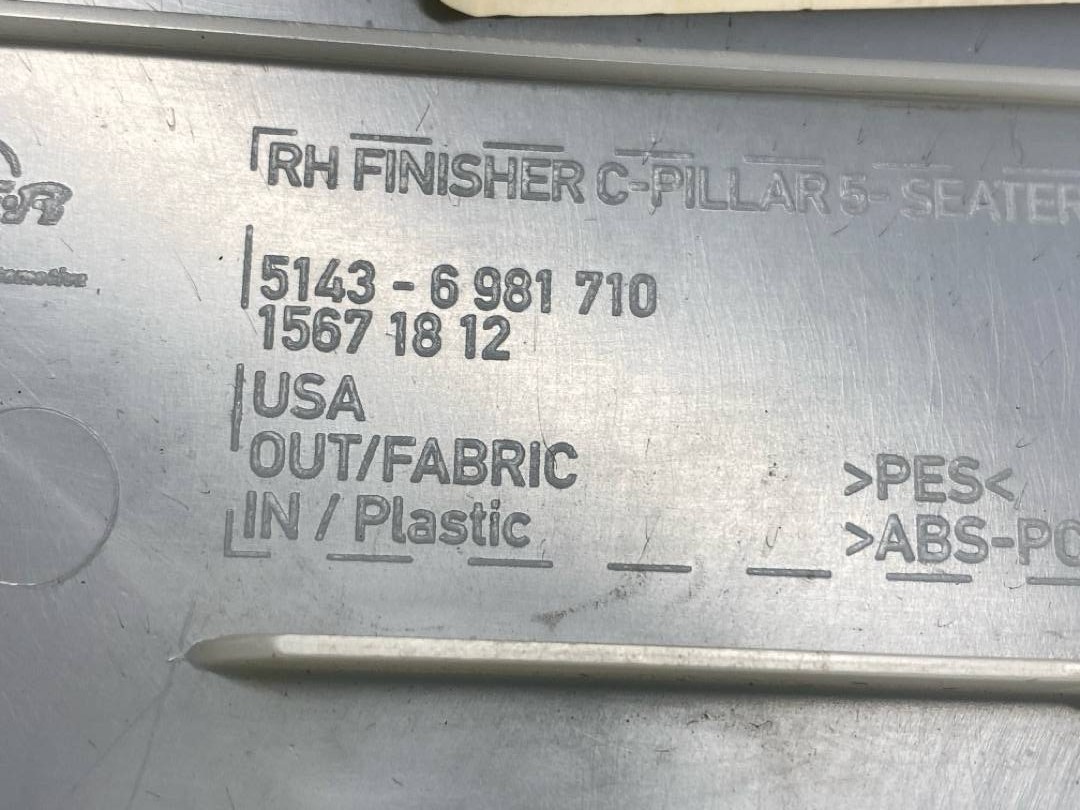 RH FINISHER C-PILLAR 5- SEATER
5143 - 6 981 710
1567 18 12
USA
OUT/FABRIC >PES<
IN / Plastic >ABS-PC